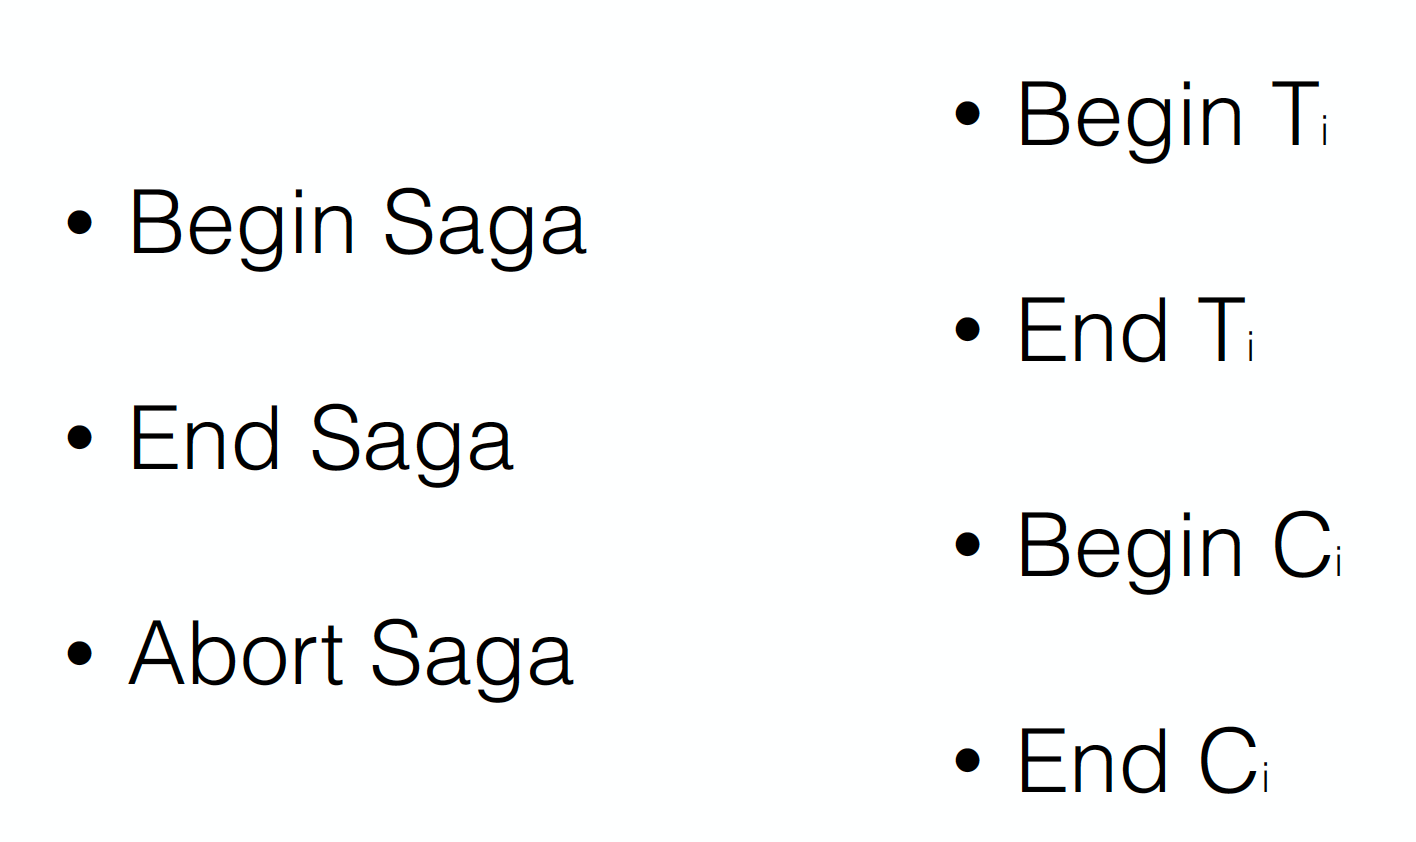 • Begin Saga
• End Saga
• Abort Saga
• Begin Ti
• End Ti
• Begin Ci
• End Ci